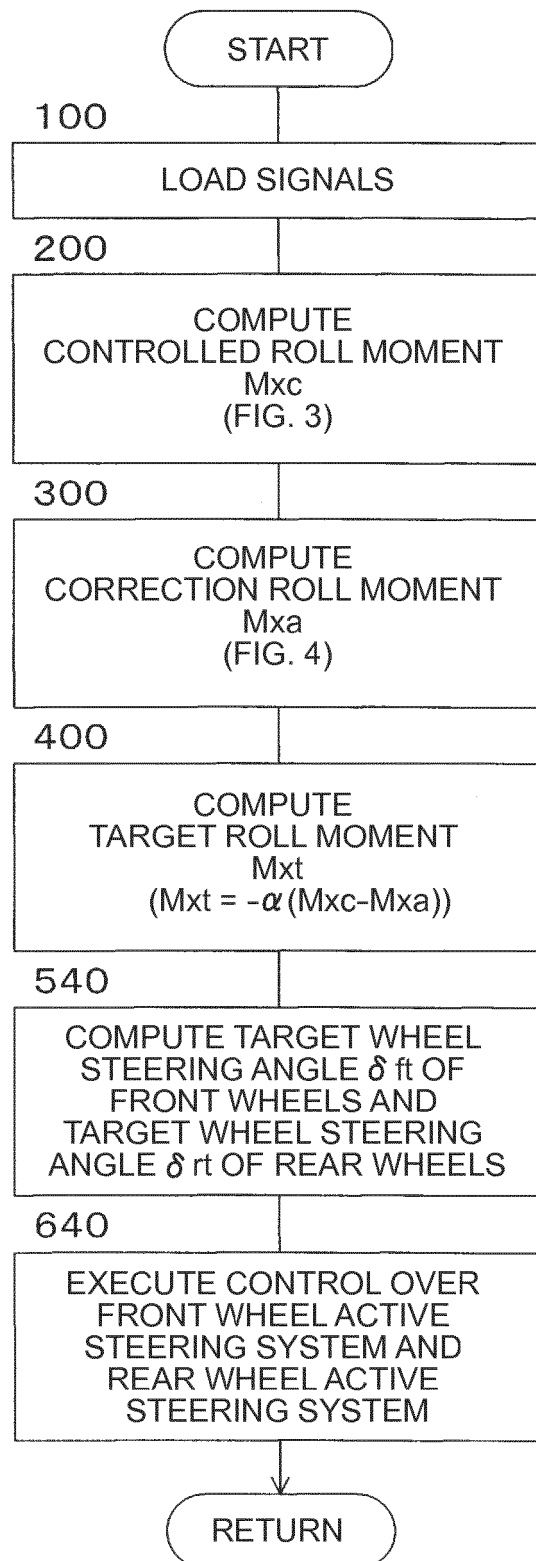 START
100
LOAD SIGNALS
200
COMPUTE
CONTROLLED ROLL MOMENT
Mxc
(FIG. 3)
300
COMPUTE
CORRECTION ROLL MOMENT
Mxa
(FIG. 4)
400
COMPUTE
TARGET ROLL MOMENT
Mxt
(Mxt = -α(Mxc-Mxa))
540
COMPUTE TARGET WHEEL
STEERING ANGLE δ ft OF
FRONT WHEELS AND
TARGET WHEEL STEERING
ANGLE δ rt OF REAR WHEELS
640
EXECUTE CONTROL OVER
FRONT WHEEL ACTIVE
STEERING SYSTEM AND
REAR WHEEL ACTIVE
STEERING SYSTEM
RETURN